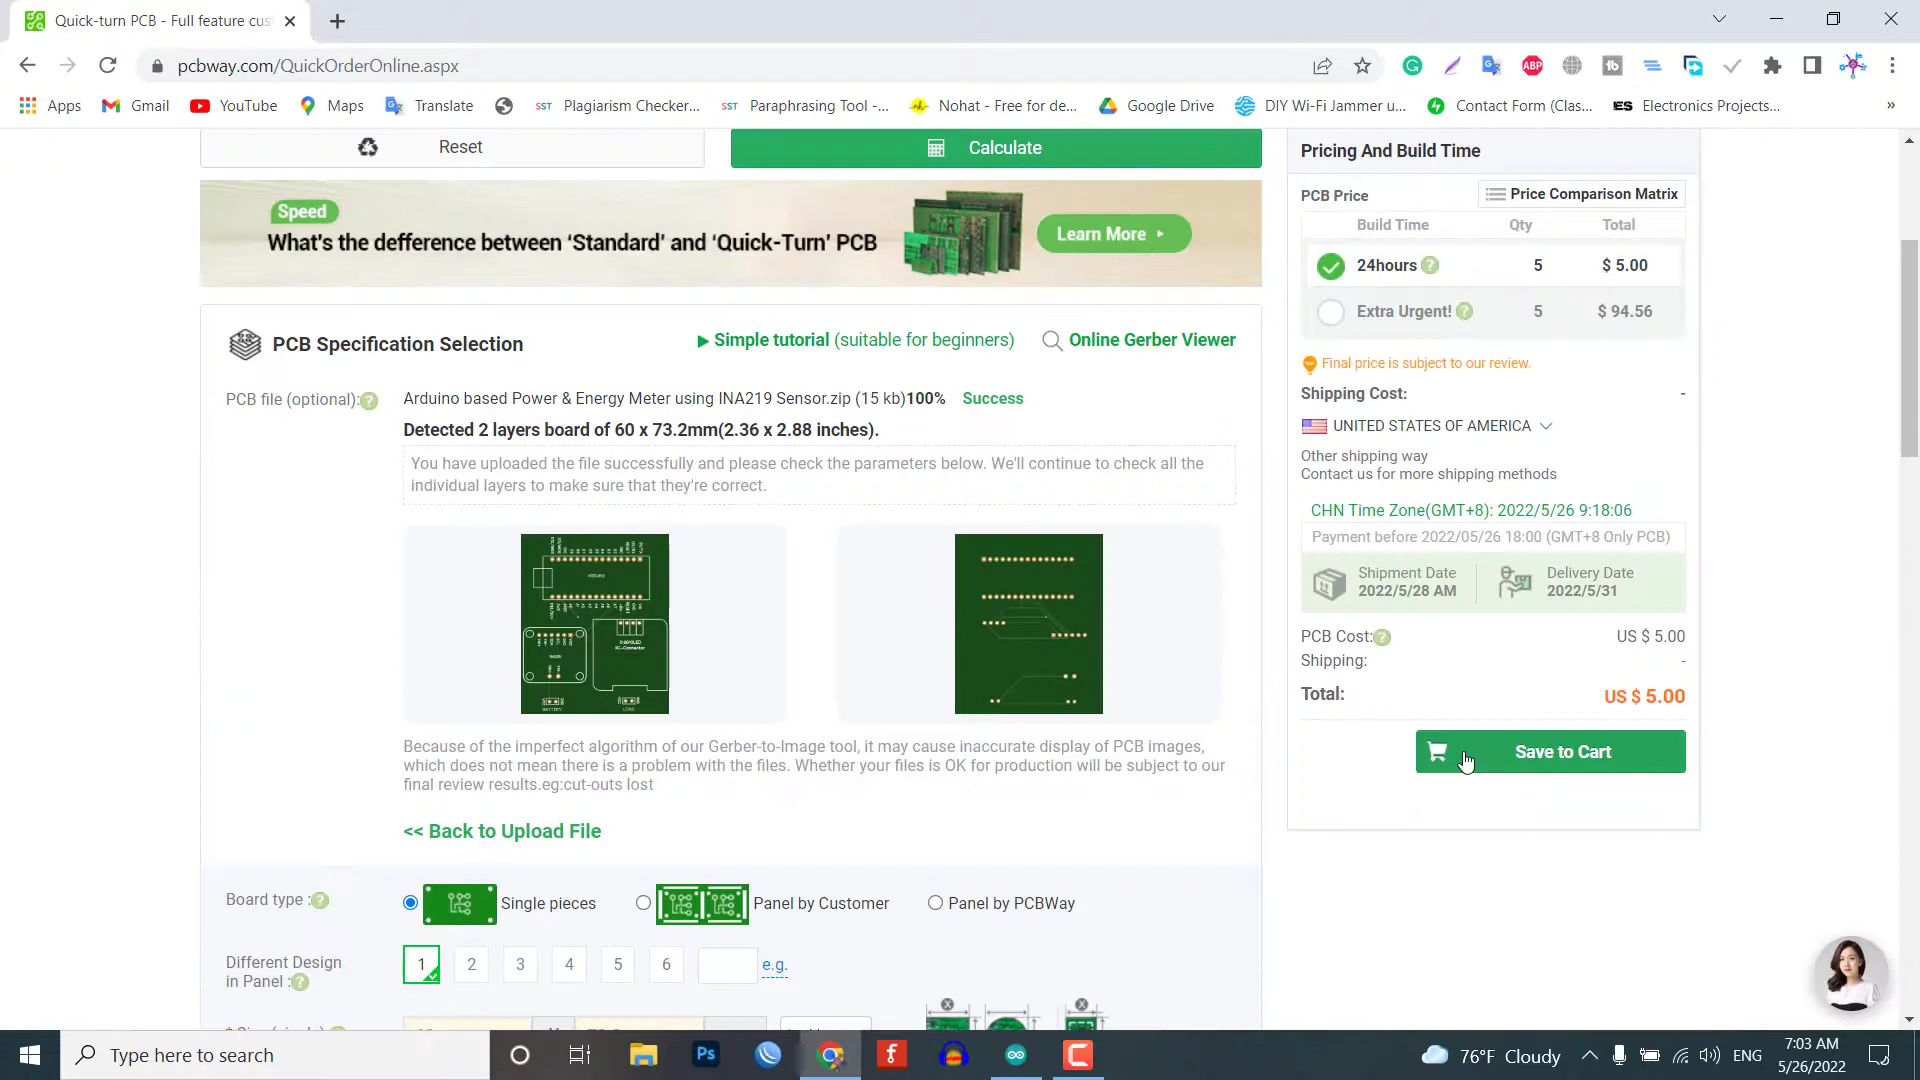 Quick-turn PCB - Full feature cus
pcbway.com/QuickOrderOnline.aspx
ABP
Apps
Gmail
YouTube
Maps
Translate
SST Plagiarism Checker...
SST Paraphrasing Tool -...
Nohat - Free for de...
Google Drive
DIY Wi-Fi Jammer u...
Contact Form (Clas...
ES Electronics Projects...
»
Reset
Calculate
Speed
What's the defference between ‘Standard’ and ‘Quick-Turn’ PCB
Learn More
PCB Specification Selection
Simple tutorial (suitable for beginners)
Online Gerber Viewer
PCB file (optional):?
Arduino based Power & Energy Meter using INA219 Sensor.zip (15 kb)100% Success
Detected 2 layers board of 60 x 73.2mm(2.36 x 2.88 inches).
You have uploaded the file successfully and please check the parameters below. We'll continue to check all the
individual layers to make sure that they're correct.
ARDUINO
BATTERY
LOAD
Because of the imperfect algorithm of our Gerber-to-Image tool, it may cause inaccurate display of PCB images,
which does not mean there is a problem with the files. Whether your files is OK for production will be subject to our
final review results.eg:cut-outs lost
<< Back to Upload File
Board type :?
Single pieces
Panel by Customer
Panel by PCBWay
Different Design
in Panel :?
1 2 3 4 5 6 e.g.
Pricing And Build Time
PCB Price
Price Comparison Matrix
Build Time Qty Total
24hours ? 5 $ 5.00
Extra Urgent! ? 5 $ 94.56
Final price is subject to our review.
Shipping Cost: -
UNITED STATES OF AMERICA
Other shipping way
Contact us for more shipping methods
CHN Time Zone(GMT+8): 2022/5/26 9:18:06
Payment before 2022/05/26 18:00 (GMT+8 Only PCB)
Shipment Date
2022/5/28 AM
Delivery Date
2022/5/31
PCB Cost:? US $ 5.00
Shipping: -
Total: US $ 5.00
Save to Cart
Type here to search
Ps
76°F Cloudy
ENG
7:03 AM
5/26/2022